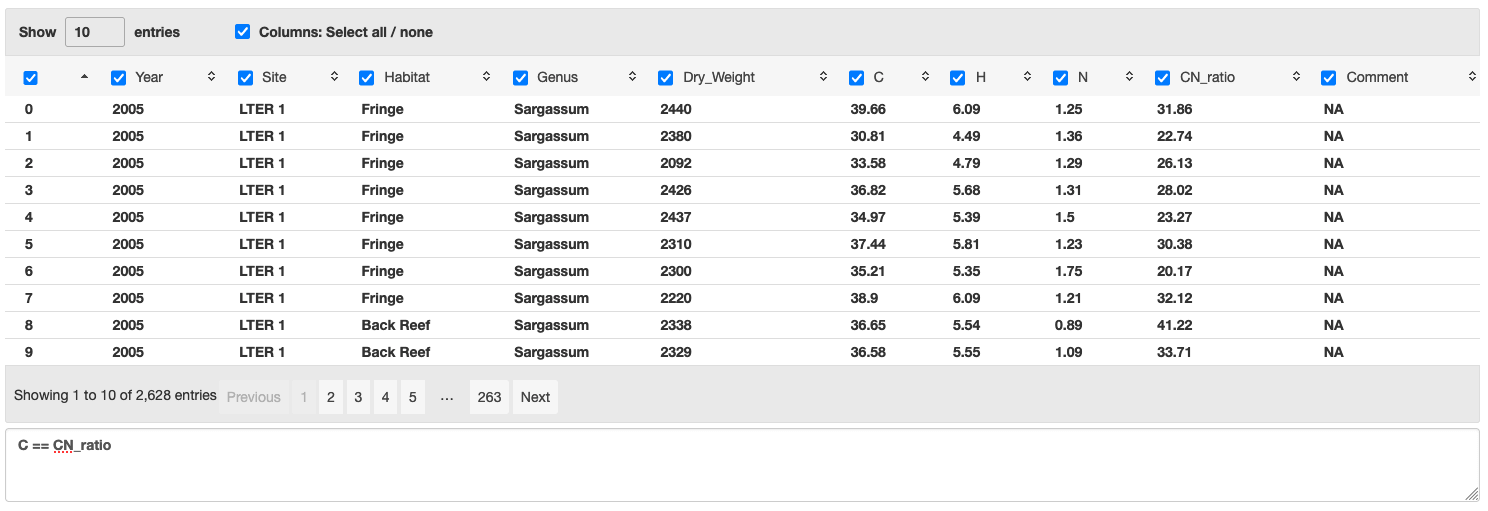 Show 10 entries Columns: Select all / none
Year Site Habitat Genus Dry_Weight C H N CN_ratio Comment
0 2005 LTER 1 Fringe Sargassum 2440 39.66 6.09 1.25 31.86 NA
1 2005 LTER 1 Fringe Sargassum 2380 30.81 4.49 1.36 22.74 NA
2 2005 LTER 1 Fringe Sargassum 2092 33.58 4.79 1.29 26.13 NA
3 2005 LTER 1 Fringe Sargassum 2426 36.82 5.68 1.31 28.02 NA
4 2005 LTER 1 Fringe Sargassum 2437 34.97 5.39 1.5 23.27 NA
5 2005 LTER 1 Fringe Sargassum 2310 37.44 5.81 1.23 30.38 NA
6 2005 LTER 1 Fringe Sargassum 2300 35.21 5.35 1.75 20.17 NA
7 2005 LTER 1 Fringe Sargassum 2220 38.9 6.09 1.21 32.12 NA
8 2005 LTER 1 Back Reef Sargassum 2338 36.65 5.54 0.89 41.22 NA
9 2005 LTER 1 Back Reef Sargassum 2329 36.58 5.55 1.09 33.71 NA
Showing 1 to 10 of 2,628 entries Previous 1 2 3 4 5 ... 263 Next
C == CN_ratio